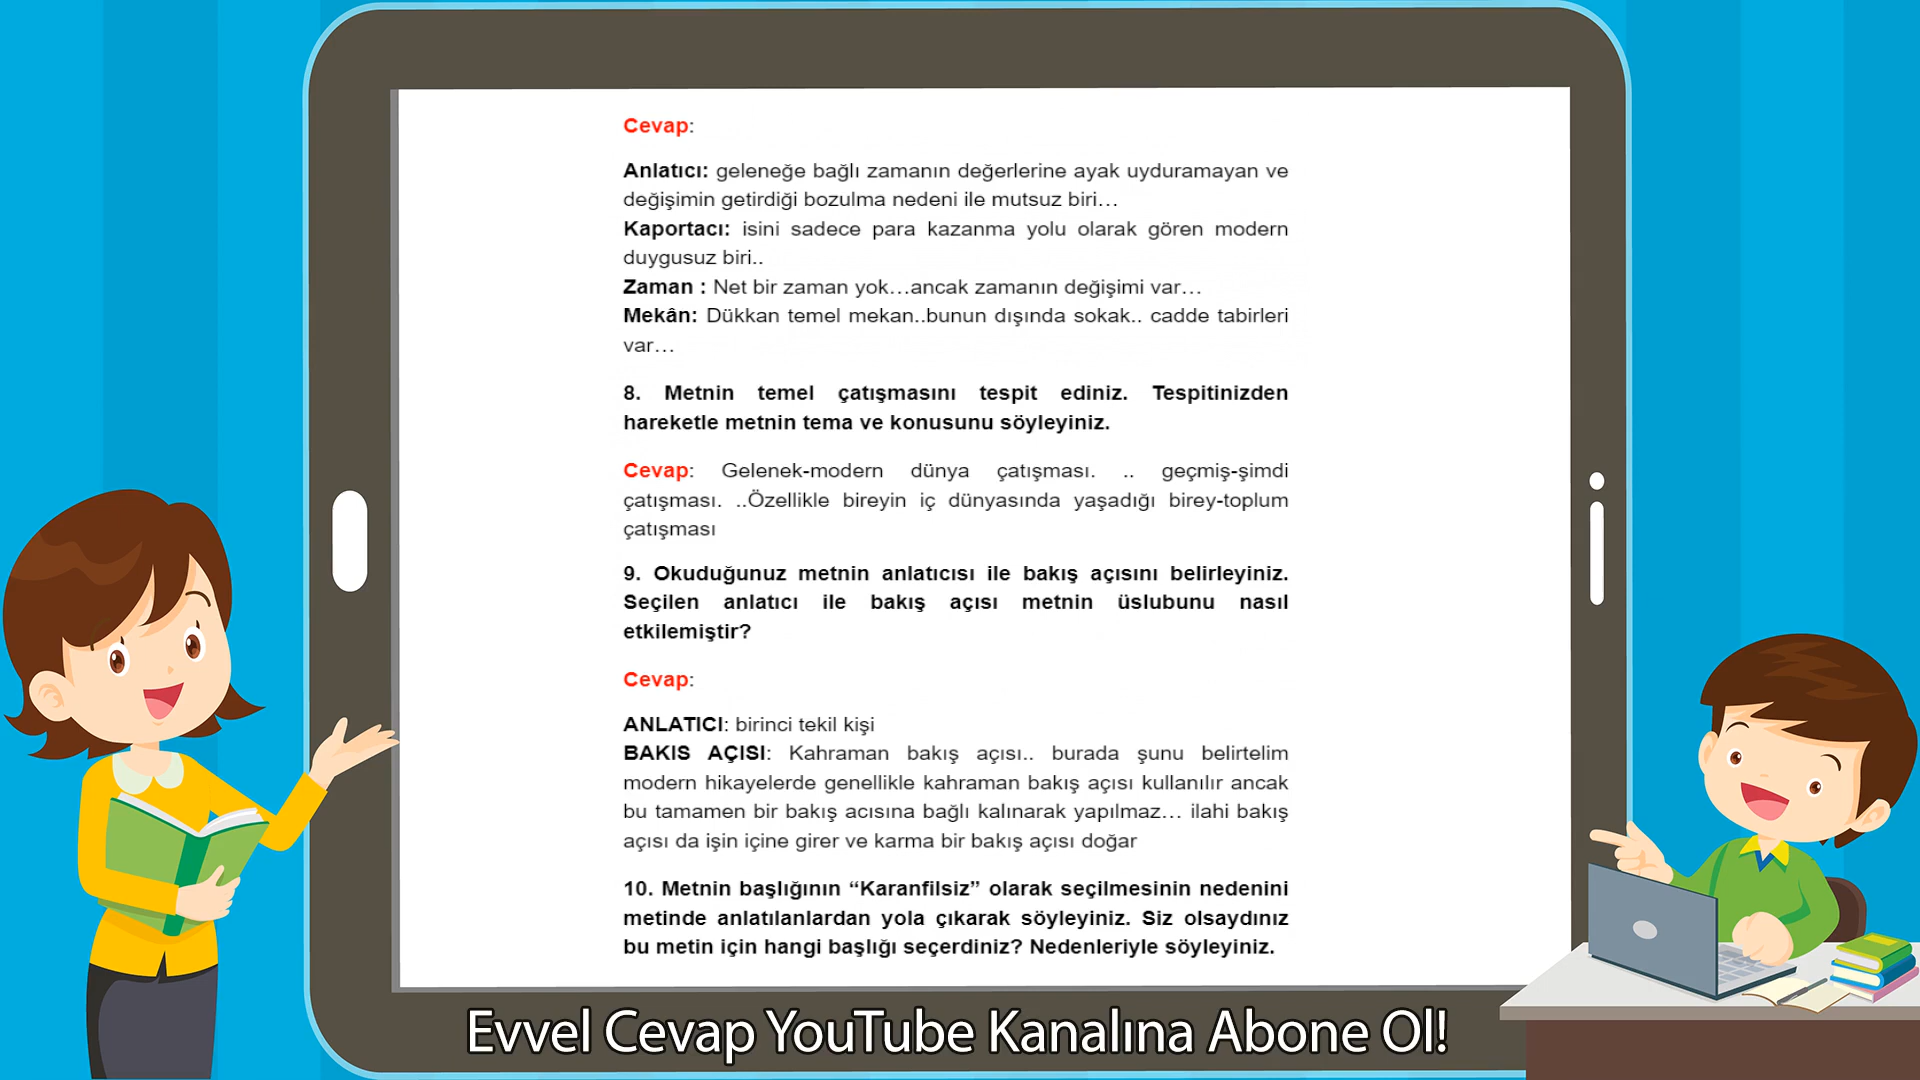 Cevap:
Anlatıcı: geleneğe bağlı zamanın değerlerine ayak uyduramayan ve
değişimin getirdiği bozulma nedeni ile mutsuz biri…
Kaportacı: isini sadece para kazanma yolu olarak gören modern
duygusuz biri..
Zaman : Net bir zaman yok…ancak zamanın değişimi var…
Mekân: Dükkan temel mekan..bunun dışında sokak.. cadde tabirleri
var…
8. Metnin temel çatışmasını tespit ediniz. Tespitinizden
hareketle metnin tema ve konusunu söyleyiniz.
Cevap: Gelenek-modern dünya çatışması. .. geçmiş-şimdi
çatışması. ..Özellikle bireyin iç dünyasında yaşadığı birey-toplum
çatışması
9. Okuduğunuz metnin anlatıcısı ile bakış açısını belirleyiniz.
Seçilen anlatıcı ile bakış açısı metnin üslubunu nasıl
etkilemiştir?
Cevap:
ANLATICI: birinci tekil kişi
BAKIS AÇISI: Kahraman bakış açısı.. burada şunu belirtelim
modern hikayelerde genellikle kahraman bakış açısı kullanılır ancak
bu tamamen bir bakış acısına bağlı kalınarak yapılmaz… ilahi bakış
açısı da işin içine girer ve karma bir bakış açısı doğar
10. Metnin başlığının “Karanfilsiz” olarak seçilmesinin nedenini
metinde anlatılanlardan yola çıkarak söyleyiniz. Siz olsaydınız
bu metin için hangi başlığı seçerdiniz? Nedenleriyle söyleyiniz.
Evvel Cevap YouTube Kanalına Abone Ol!